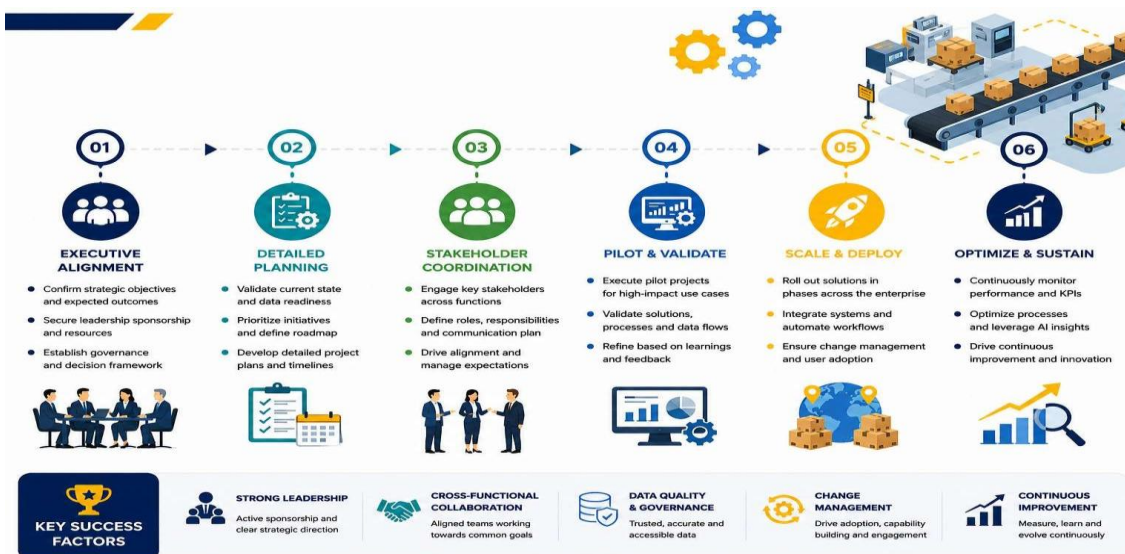 01
02
03
04
05
06
EXECUTIVE
ALIGNMENT
Confirm strategic objectives
and expected outcomes
Secure leadership sponsorship
and resources
Establish governance
and decision framework
DETAILED
PLANNING
Validate current state
and data readiness
Prioritize initiatives
and define roadmap
Develop detailed project
plans and timelines
STAKEHOLDER
COORDINATION
Engage key stakeholders
across functions
Define roles, responsibilities
and communication plan
Drive alignment and
manage expectations
PILOT & VALIDATE
Execute pilot projects
for high-impact use cases
Validate solutions,
processes and data flows
Refine based on learnings
and feedback
SCALE & DEPLOY
Roll out solutions in
phases across the enterprise
Integrate systems and
automate workflows
Ensure change management
and user adoption
OPTIMIZE & SUSTAIN
Continuously monitor
performance and KPIs
Optimize processes
and leverage AI insights
Drive continuous
improvement and innovation
KEY SUCCESS
FACTORS
STRONG LEADERSHIP
Active sponsorship and
clear strategic direction
CROSS-FUNCTIONAL
COLLABORATION
Aligned teams working
towards common goals
DATA QUALITY
& GOVERNANCE
Trusted, accurate and
accessible data
CHANGE
MANAGEMENT
Drive adoption, capability
building and engagement
CONTINUOUS
IMPROVEMENT
Measure, learn and
evolve continuously